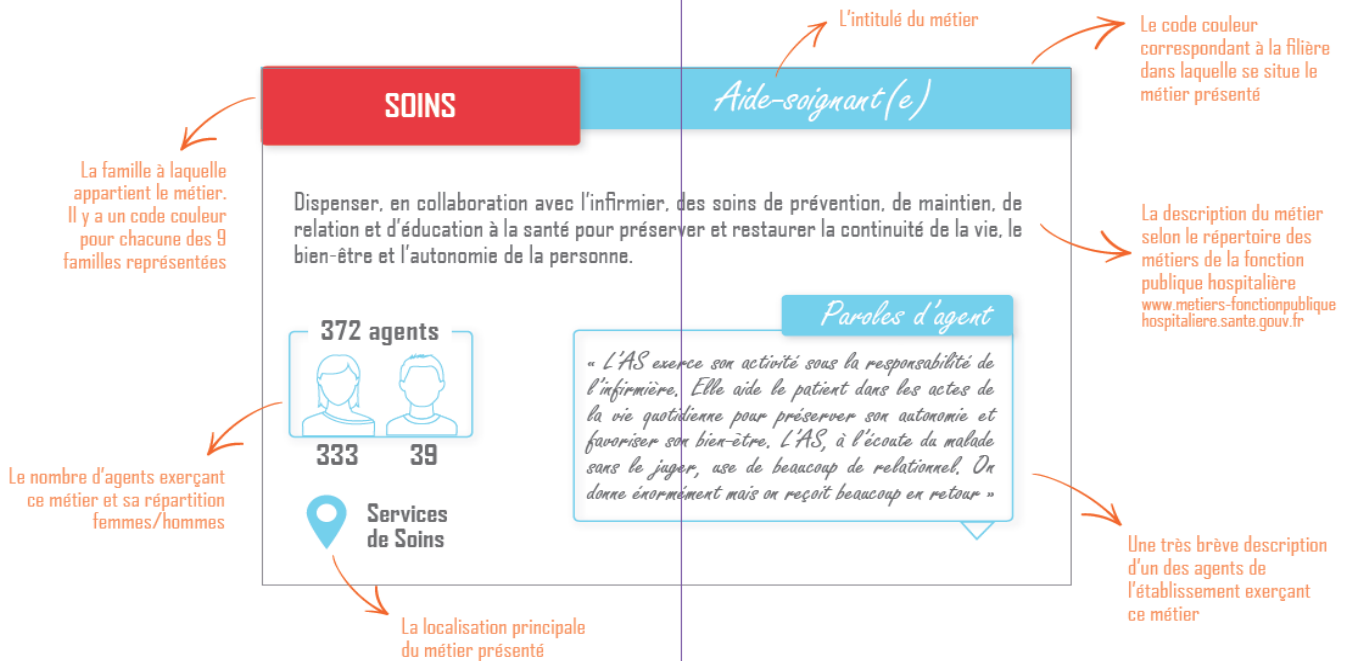 L'intitulé du métier
Le code couleur
correspondant à la filière
dans laquelle se situe le
métier présenté
SOINS
Aide-soignant(e)
La famille à laquelle
appartient le métier.
Il y a un code couleur
pour chacune des 9
familles représentées
Dispenser, en collaboration avec l'infirmier, des soins de prévention, de maintien, de
relation et d'éducation à la santé pour préserver et restaurer la continuité de la vie, le
bien-être et l'autonomie de la personne.
La description du métier
selon le répertoire des
métiers de la fonction
publique hospitalière
www.metiers-fonctionpublique
hospitaliere.sante.gouv.fr
372 agents
333 39
Le nombre d'agents exerçant
ce métier et sa répartition
femmes/hommes
Services
de Soins
La localisation principale
du métier présenté
Paroles d'agent
« L'AS exerce son activité sous la responsabilité de
l'infirmière. Elle aide le patient dans les actes de
la vie quotidienne pour préserver son autonomie et
favoriser son bien-être. L'AS, à l'écoute du malade
sans le juger, use de beaucoup de relationnel. On
donne énormément mais on reçoit beaucoup en retour »
Une très brève description
d'un des agents de
l'établissement exerçant
ce métier